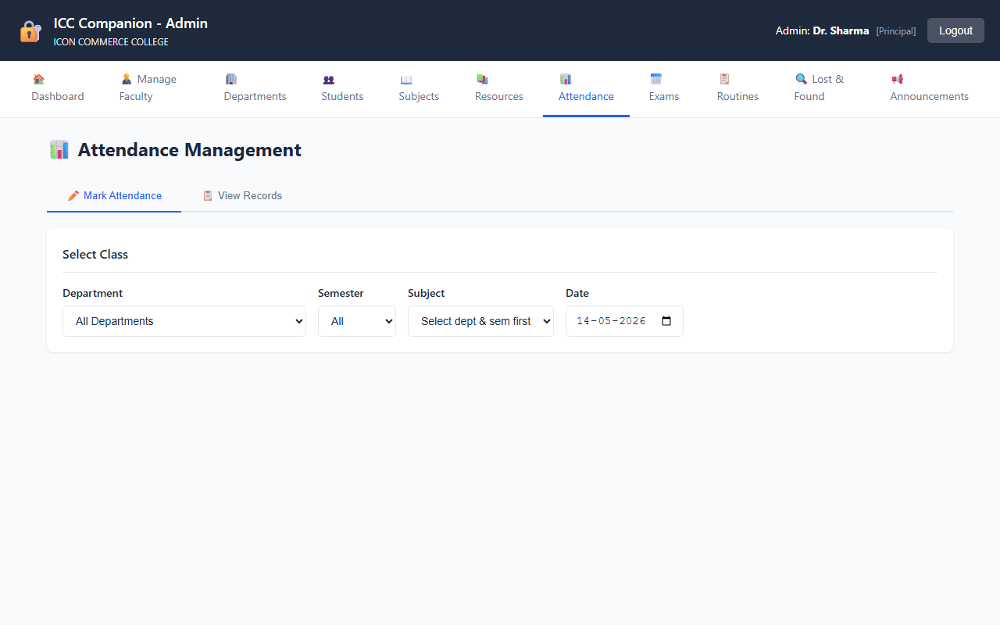 ICC Companion - Admin
ICON COMMERCE COLLEGE
Admin: Dr. Sharma [Principal]
Logout
Dashboard
Manage
Faculty
Departments
Students
Subjects
Resources
Attendance
Exams
Routines
Lost &
Found
Announcements
Attendance Management
Mark Attendance
View Records
Select Class
Department
Semester
Subject
Date
All Departments
All
Select dept & sem first
14-05-2026